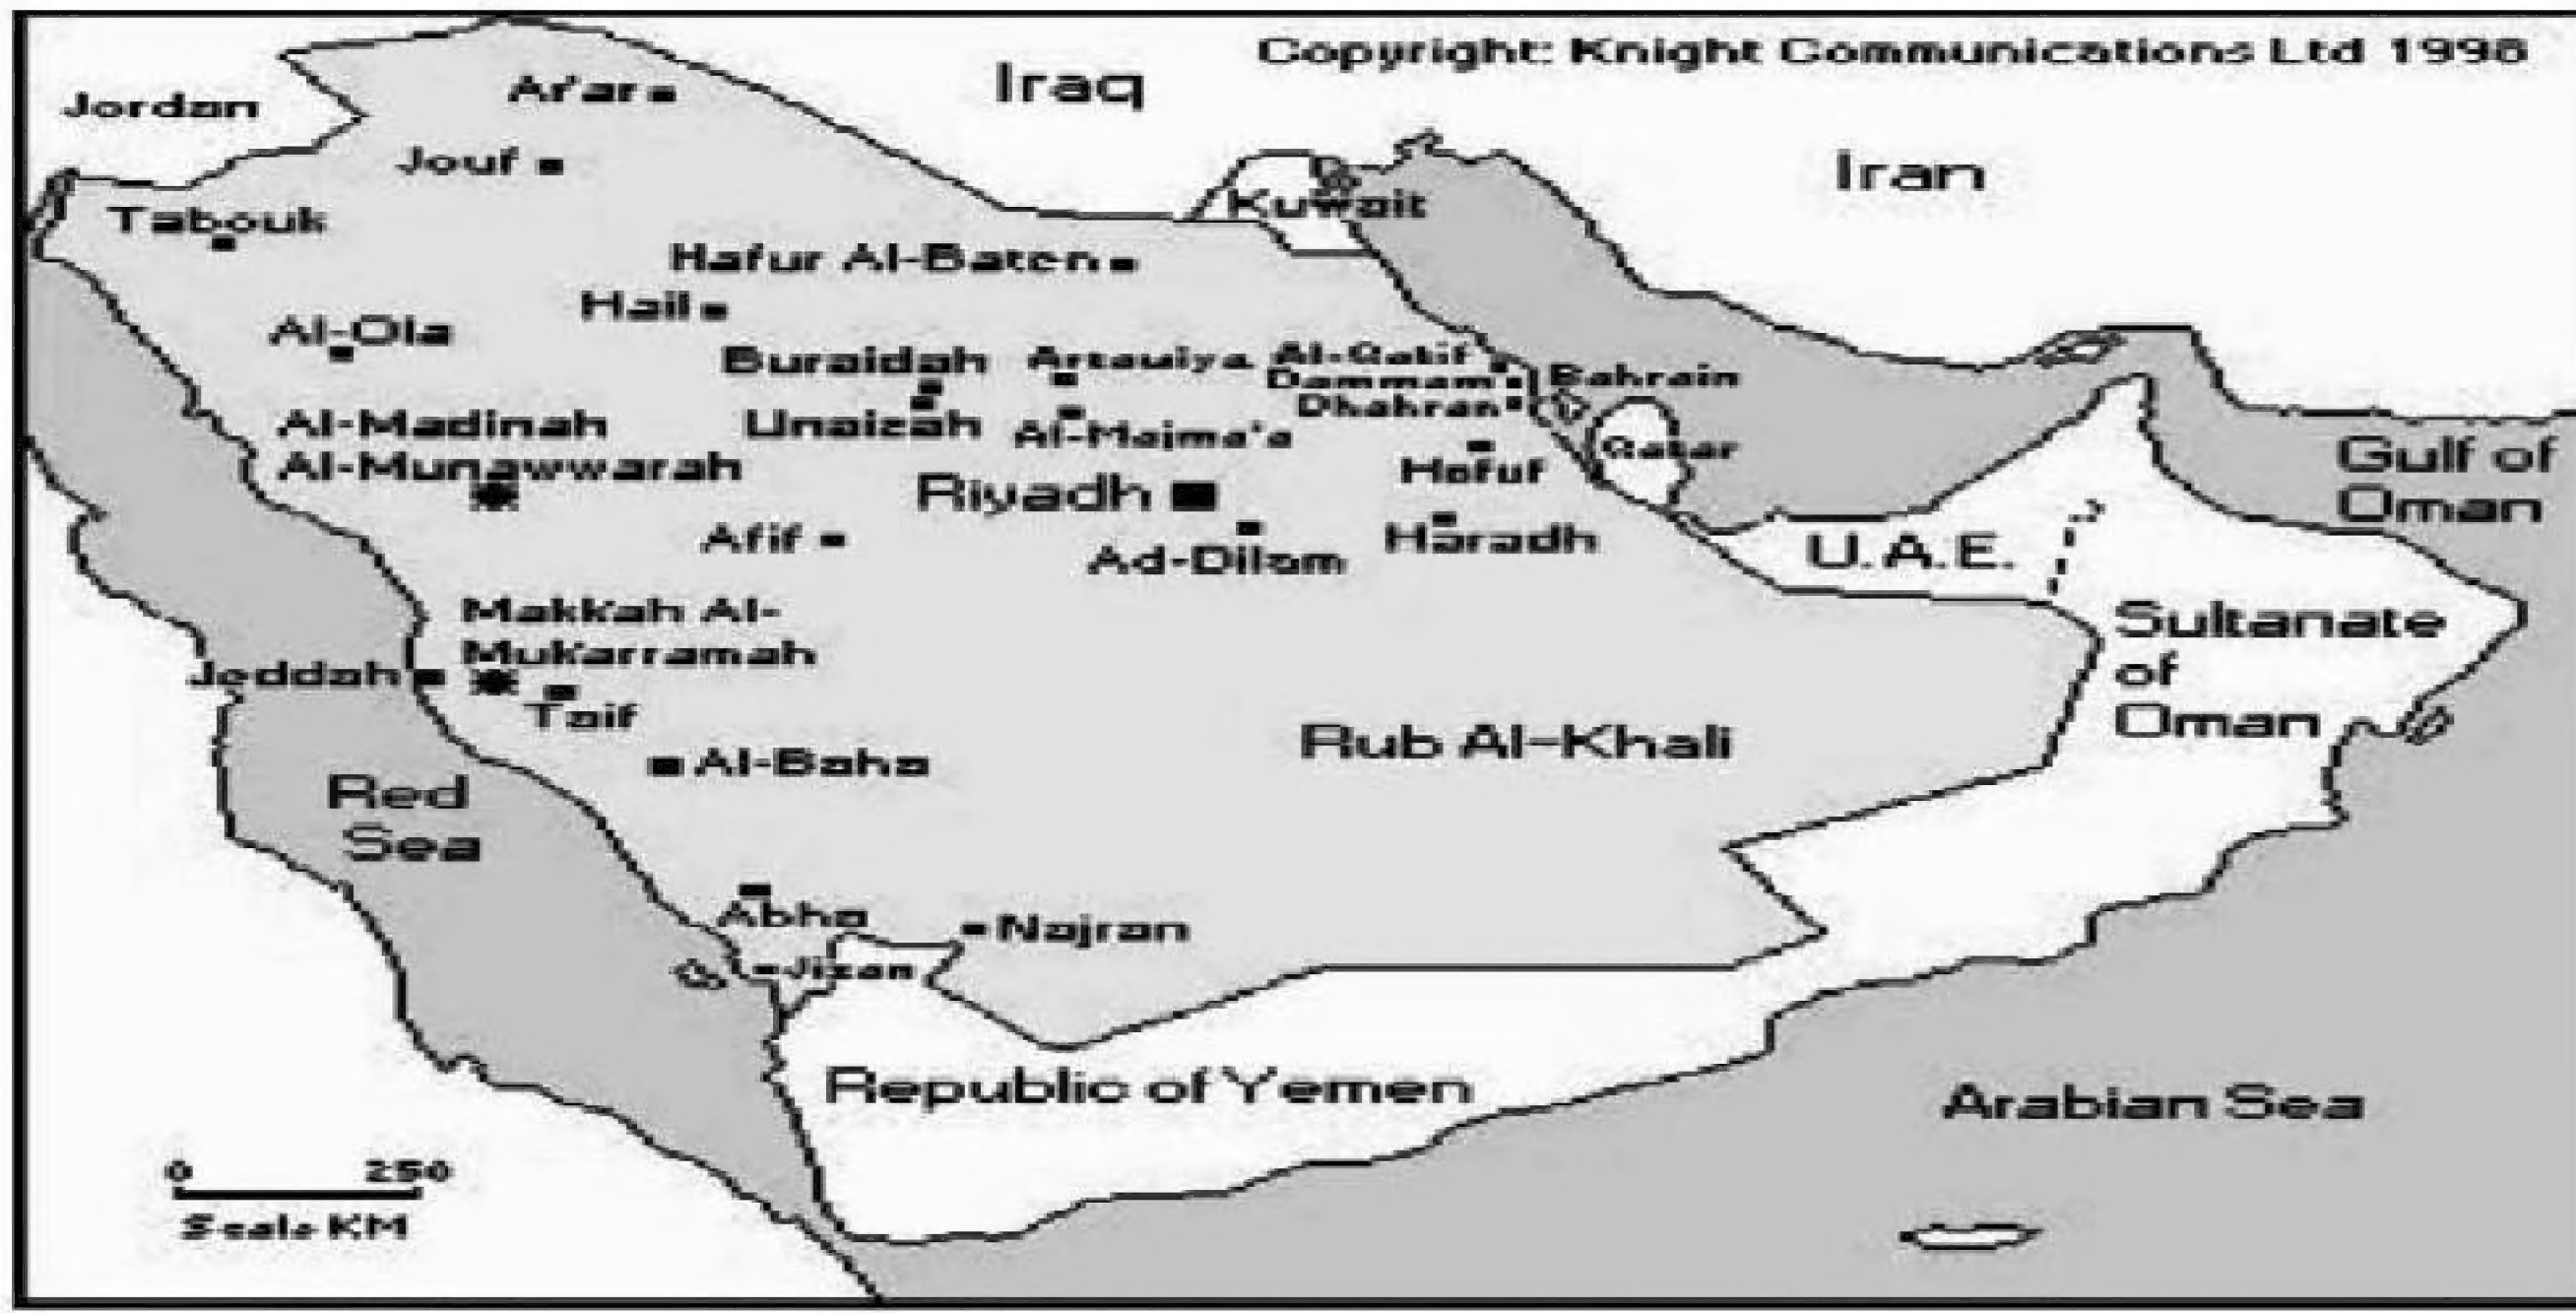 Copyright: Knight Communications Ltd 1998
Iraq
Ar'ar
Jordan
Iran
Jouf
Kuwait
Tabouk
Hafur Al-Baten
Hail
Al-Ola
Buraidah
Artauiya
Al-Qatif
Dammam
Bahrain
Dhahran
Al-Madinah
Al-Munawwarah
Unaizah
Al-Majma'a
Qatar
Hofuf
Gulf of
Oman
Riyadh
Afif
Ad-Dilam
Haradh
U.A.E.
Makkah Al-
Mukarramah
Sultanate
of
Oman
Jeddah
Taif
Rub Al-Khali
Al-Baha
Red
Sea
Abha
Najran
Jizan
Republic of Yemen
Arabian Sea
0 250
Scale KM